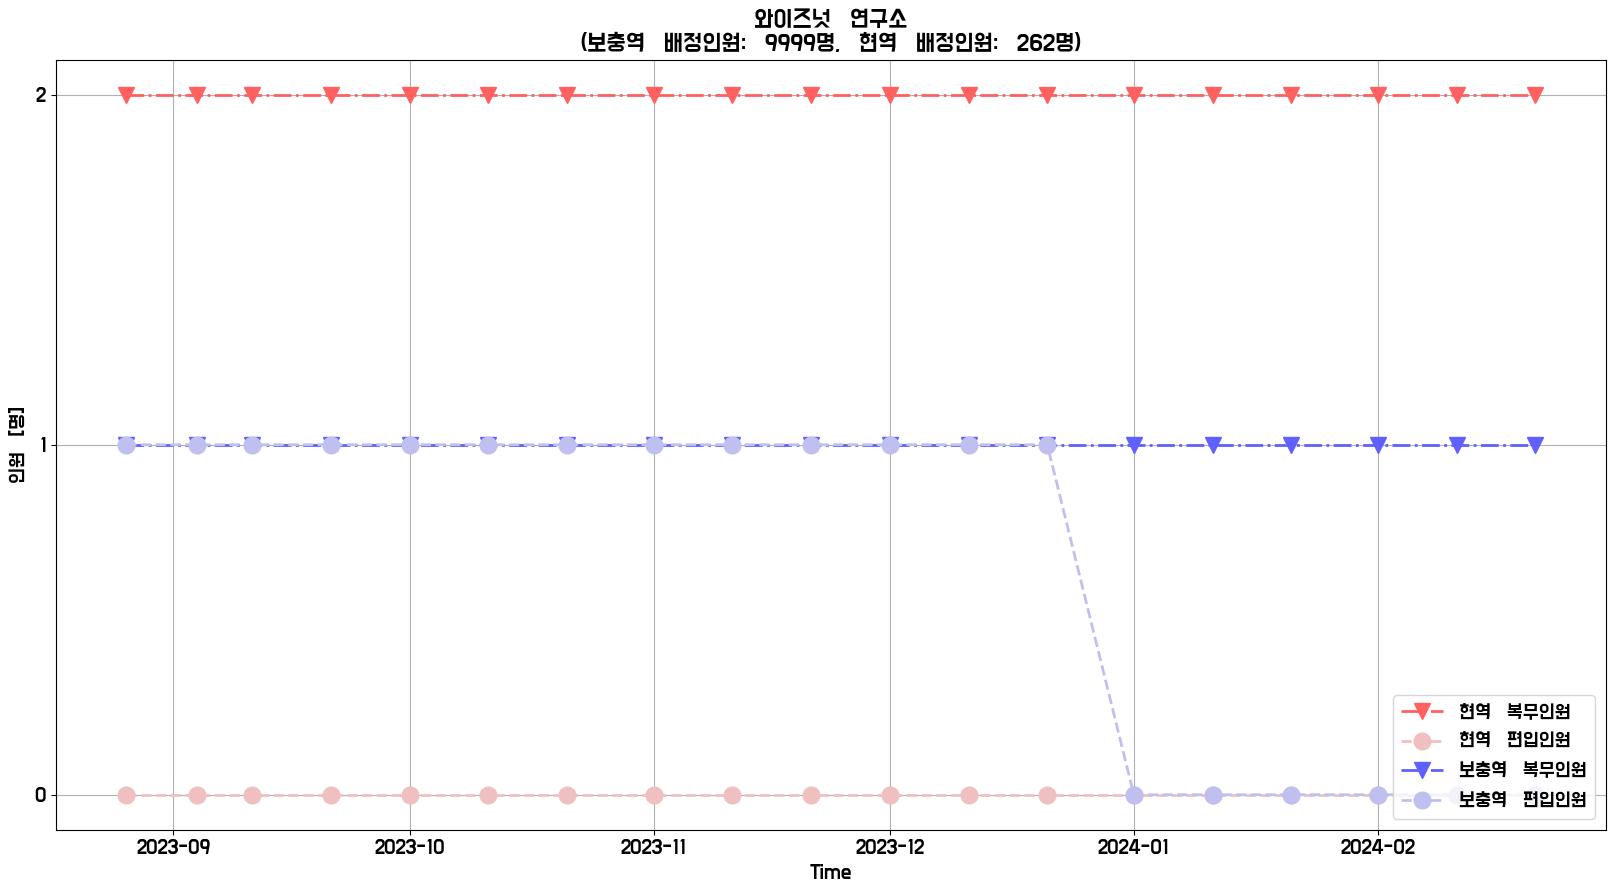 와이즈넛 연구소
(보충역 배정인원: 9999명, 현역 배정인원: 262명)
인원 [명]
2
1
0
2023-09
2023-10
2023-11
2023-12
2024-01
2024-02
Time
현역 복무인원
현역 편입인원
보충역 복무인원
보충역 편입인원